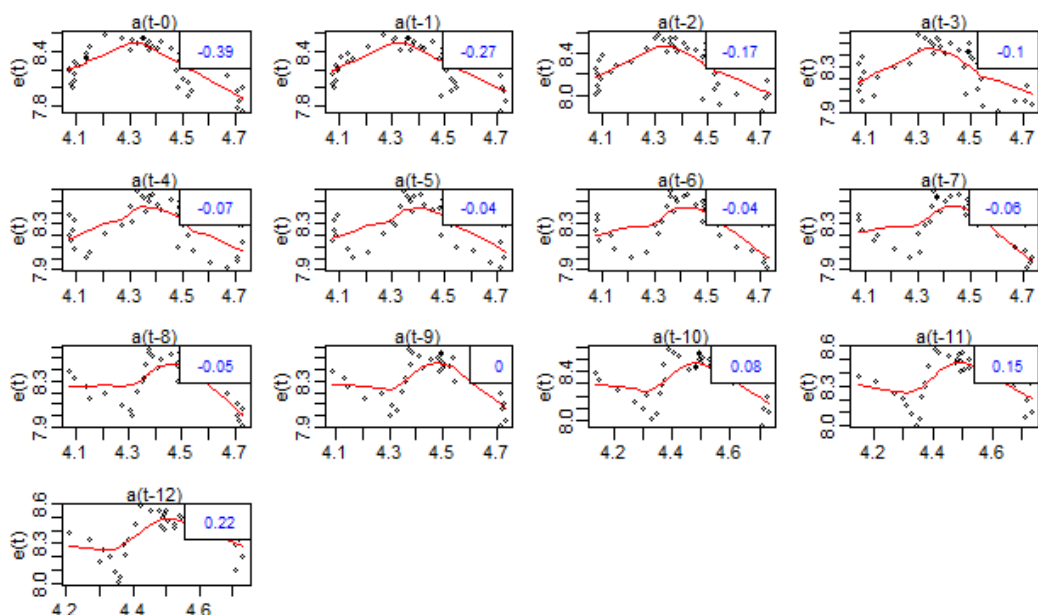 a(t-0) a(t-1) a(t-2) a(t-3)
e(t) 7.8 8.4 -0.39 e(t) 7.8 8.4 -0.27 e(t) 8.0 8.4 -0.17 e(t) 7.9 8.3 -0.1
4.1 4.3 4.5 4.7 4.1 4.3 4.5 4.7 4.1 4.3 4.5 4.7 4.1 4.3 4.5 4.7
a(t-4) a(t-5) a(t-6) a(t-7)
e(t) 7.9 8.3 -0.07 e(t) 7.9 8.3 -0.04 e(t) 7.9 8.3 -0.04 e(t) 7.9 8.3 -0.06
4.1 4.3 4.5 4.7 4.1 4.3 4.5 4.7 4.1 4.3 4.5 4.7 4.1 4.3 4.5 4.7
a(t-8) a(t-9) a(t-10) a(t-11)
e(t) 7.9 8.3 -0.05 e(t) 7.9 8.3 0 e(t) 8.0 8.4 0.08 e(t) 8.0 8.3 8.6 0.15
4.1 4.3 4.5 4.7 4.1 4.3 4.5 4.7 4.2 4.4 4.6 4.2 4.4 4.6
a(t-12)
e(t) 8.0 8.3 8.6 0.22
4.2 4.4 4.6